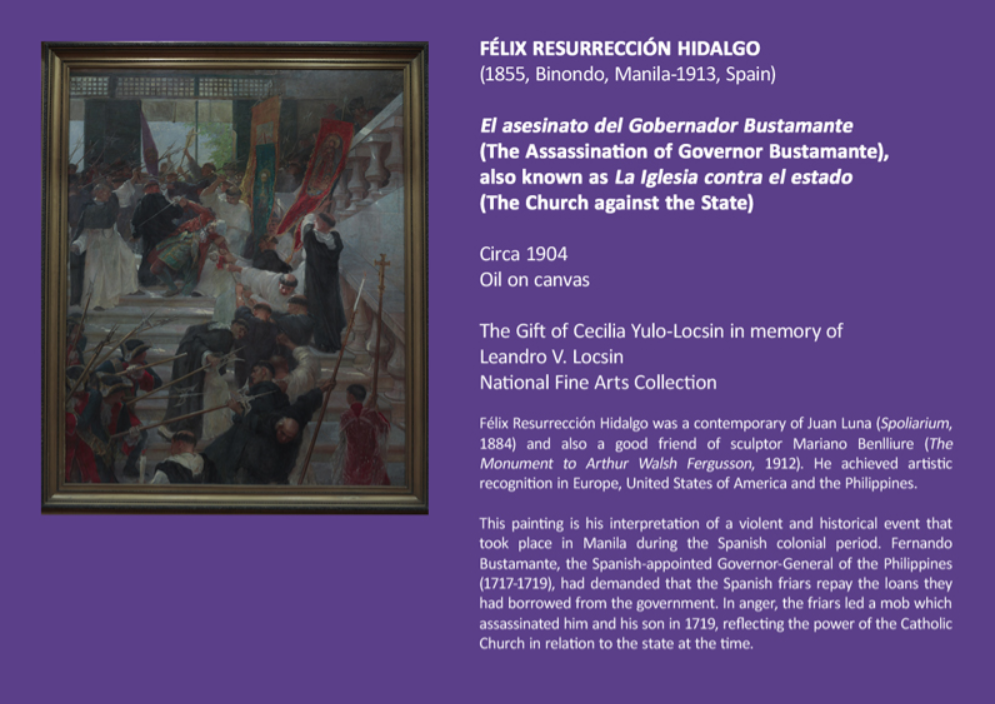 FÉLIX RESURRECCIÓN HIDALGO
(1855, Binondo, Manila-1913, Spain)
El asesinato del Gobernador Bustamante
(The Assassination of Governor Bustamante),
also known as La Iglesia contra el estado
(The Church against the State)
Circa 1904
Oil on canvas
The Gift of Cecilia Yulo-Locsin in memory of
Leandro V. Locsin
National Fine Arts Collection
Félix Resurrección Hidalgo was a contemporary of Juan Luna (Spoliarium,
1884) and also a good friend of sculptor Mariano Benlliure (The
Monument to Arthur Walsh Fergusson, 1912). He achieved artistic
recognition in Europe, United States of America and the Philippines.
This painting is his interpretation of a violent and historical event that
took place in Manila during the Spanish colonial period. Fernando
Bustamante, the Spanish-appointed Governor-General of the Philippines
(1717-1719), had demanded that the Spanish friars repay the loans they
had borrowed from the government. In anger, the friars led a mob which
assassinated him and his son in 1719, reflecting the power of the Catholic
Church in relation to the state at the time.